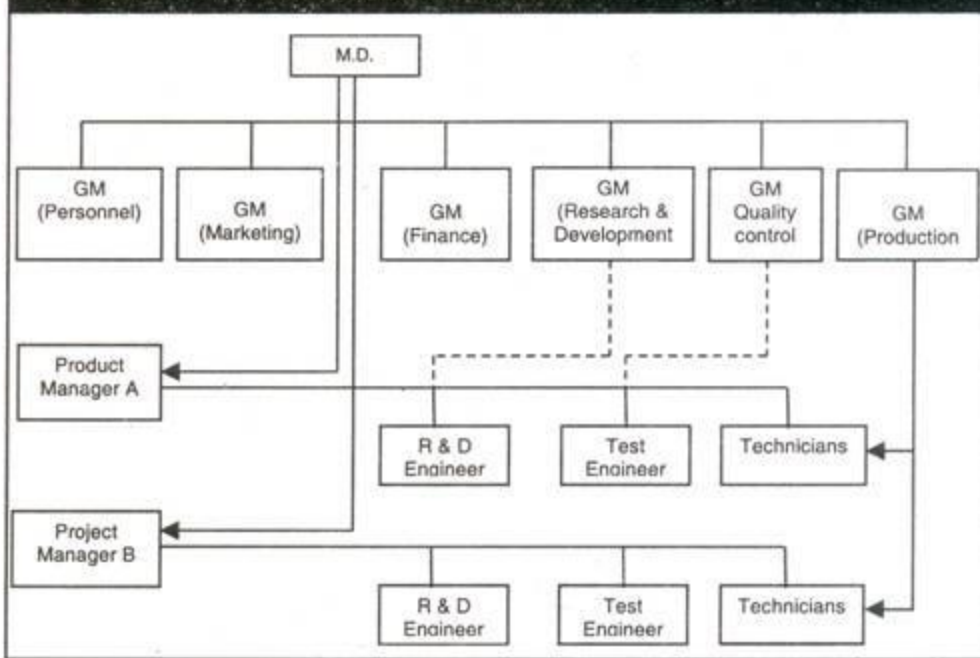 M.D.
GM
(Personnel)
GM
(Marketing)
GM
(Finance)
GM
(Research &
Development
GM
Quality
control
GM
(Production
Product
Manager A
R & D
Engineer
Test
Engineer
Technicians
Project
Manager B
R & D
Engineer
Test
Engineer
Technicians